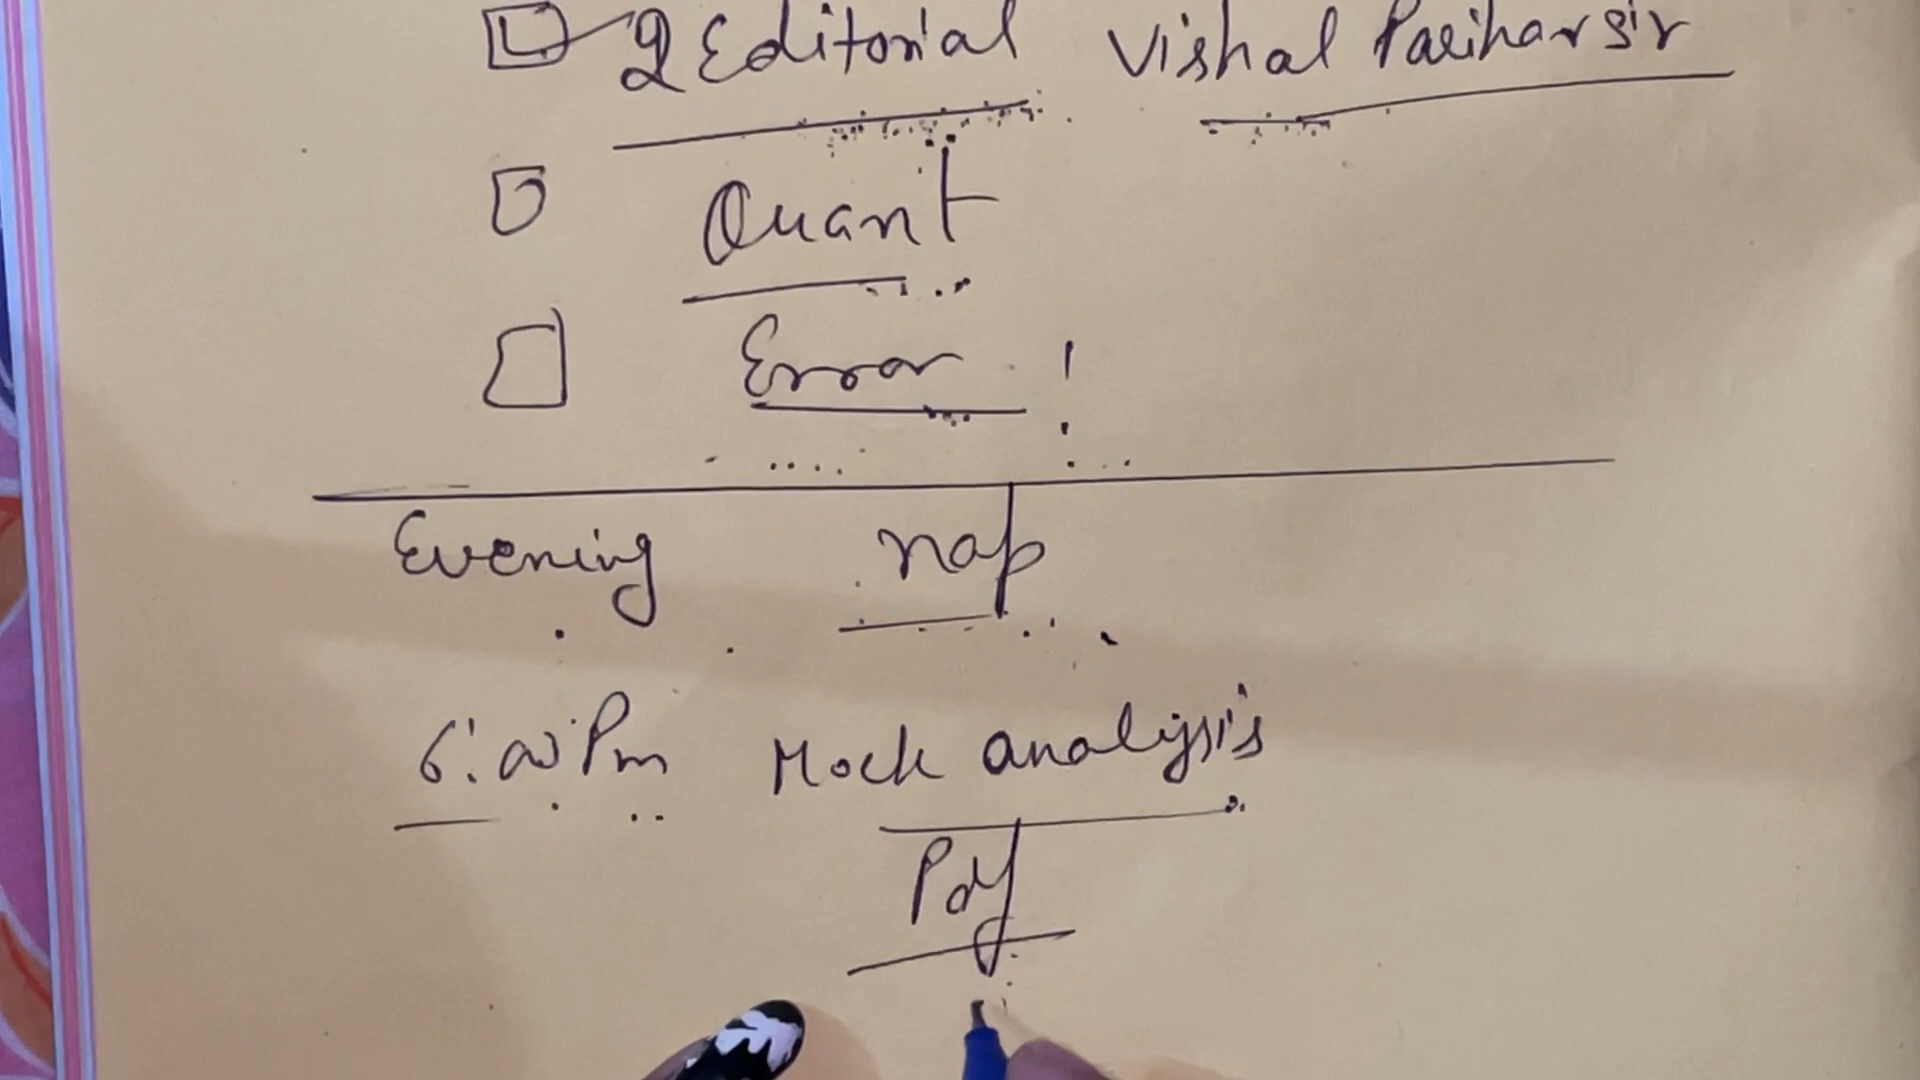 2 Editorial Vishal Parihar sir
Quant
Error !
Evening nap
6:00 Pm Mock analysis
Pdf